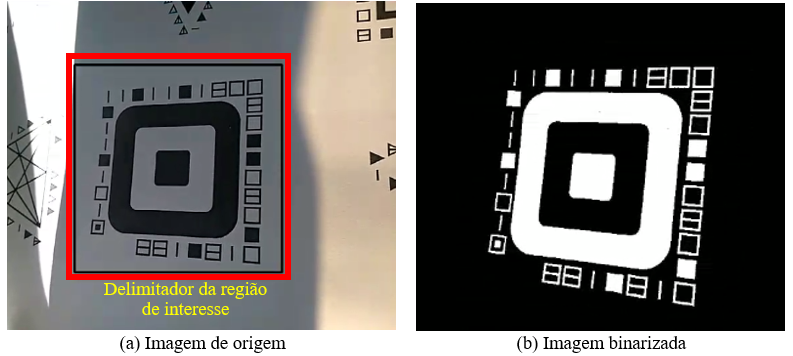 Delimitador da região
de interesse
(a) Imagem de origem
(b) Imagem binarizada